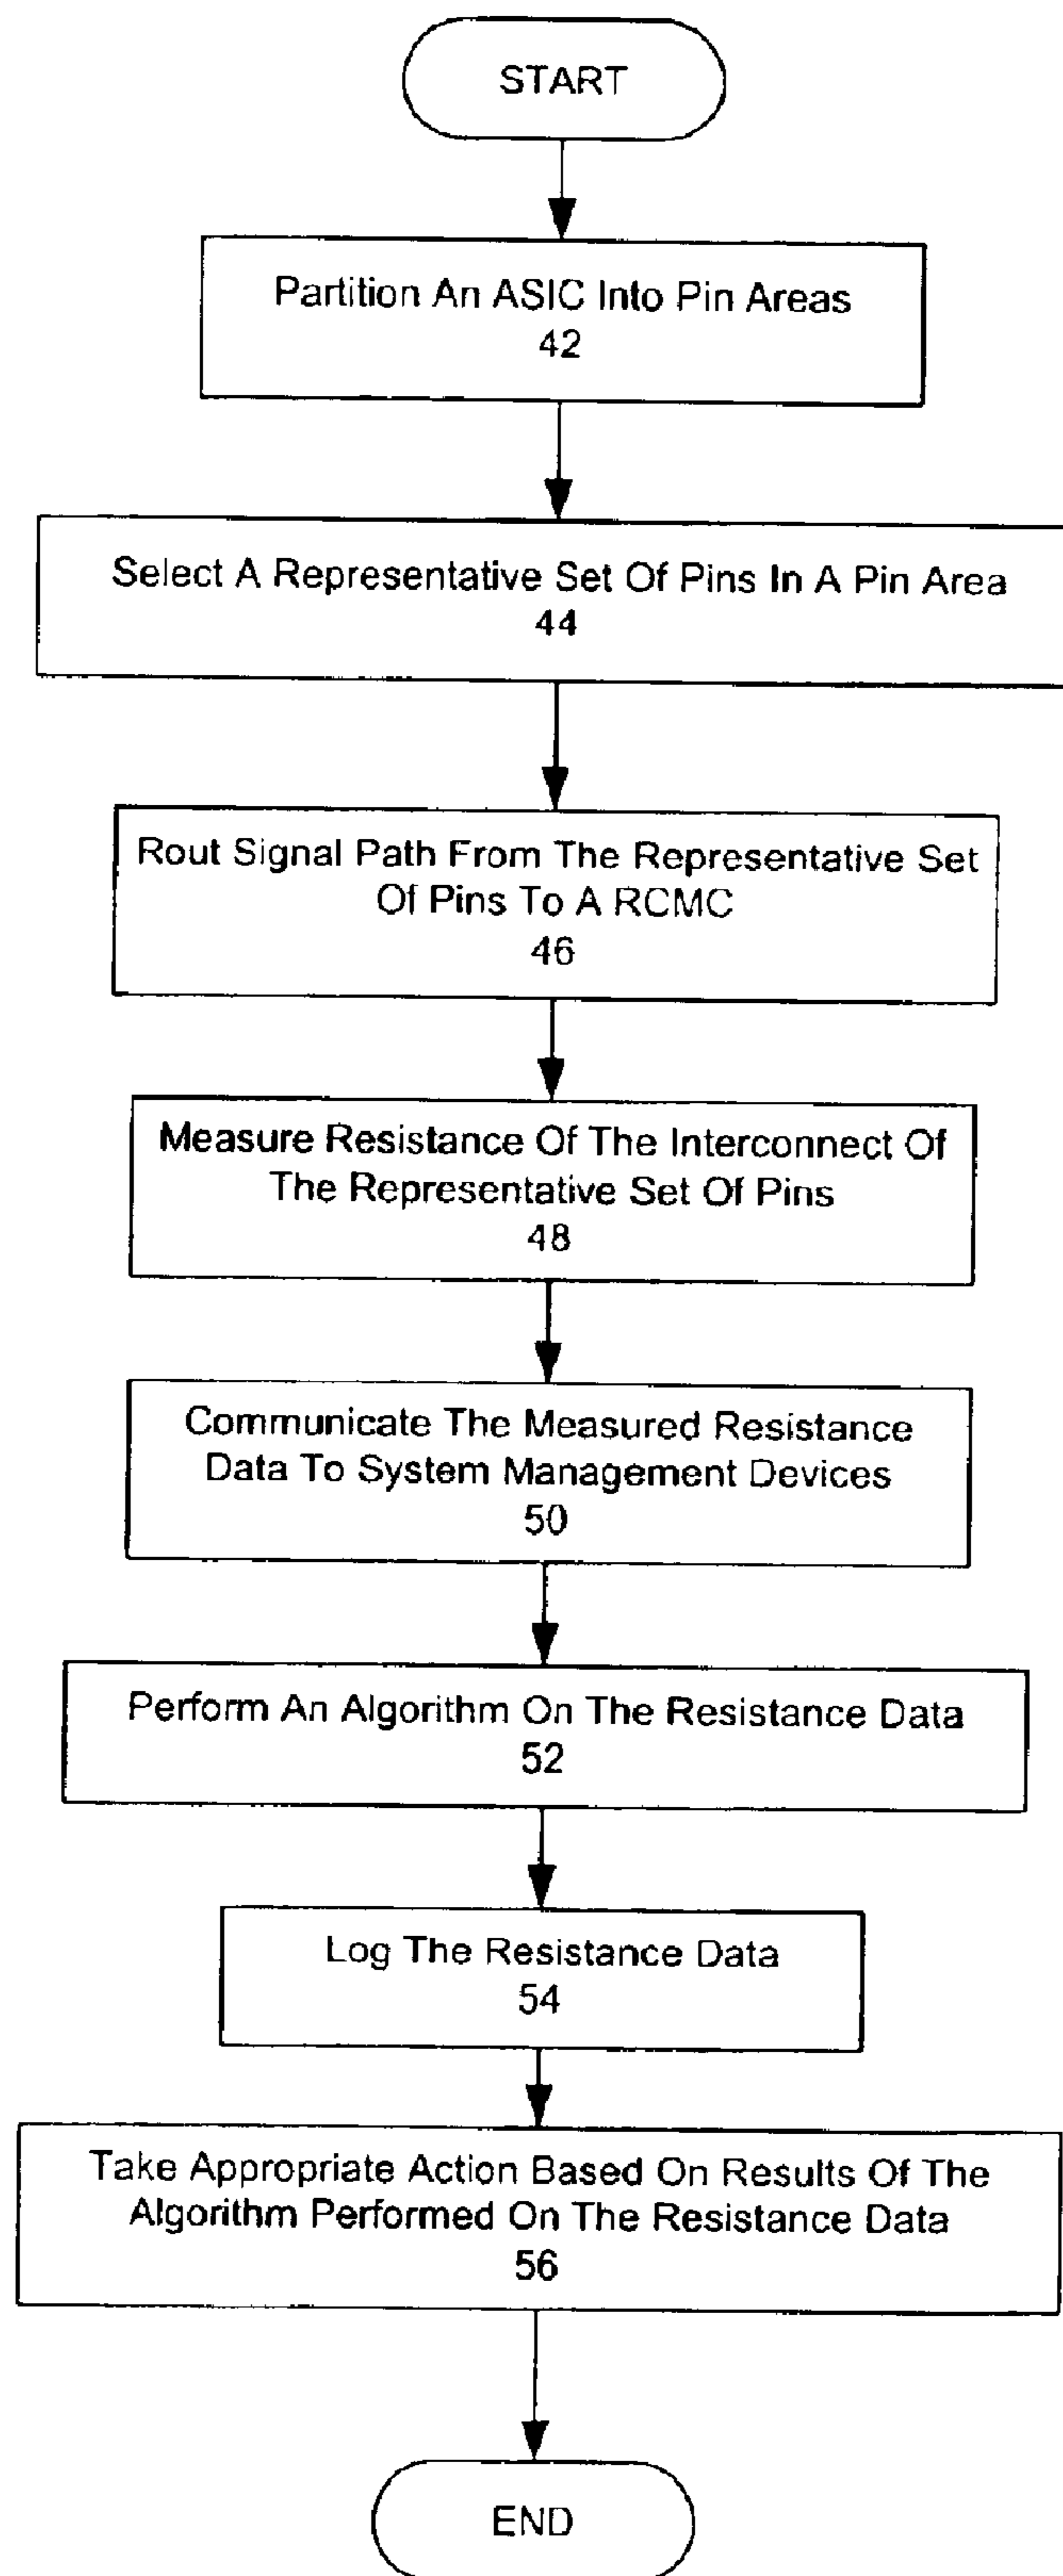 START
Partition An ASIC Into Pin Areas
42
Select A Representative Set Of Pins In A Pin Area
44
Rout Signal Path From The Representative Set
Of Pins To A RCMC
46
Measure Resistance Of The Interconnect Of
The Representative Set Of Pins
48
Communicate The Measured Resistance
Data To System Management Devices
50
Perform An Algorithm On The Resistance Data
52
Log The Resistance Data
54
Take Appropriate Action Based On Results Of The
Algorithm Performed On The Resistance Data
56
END